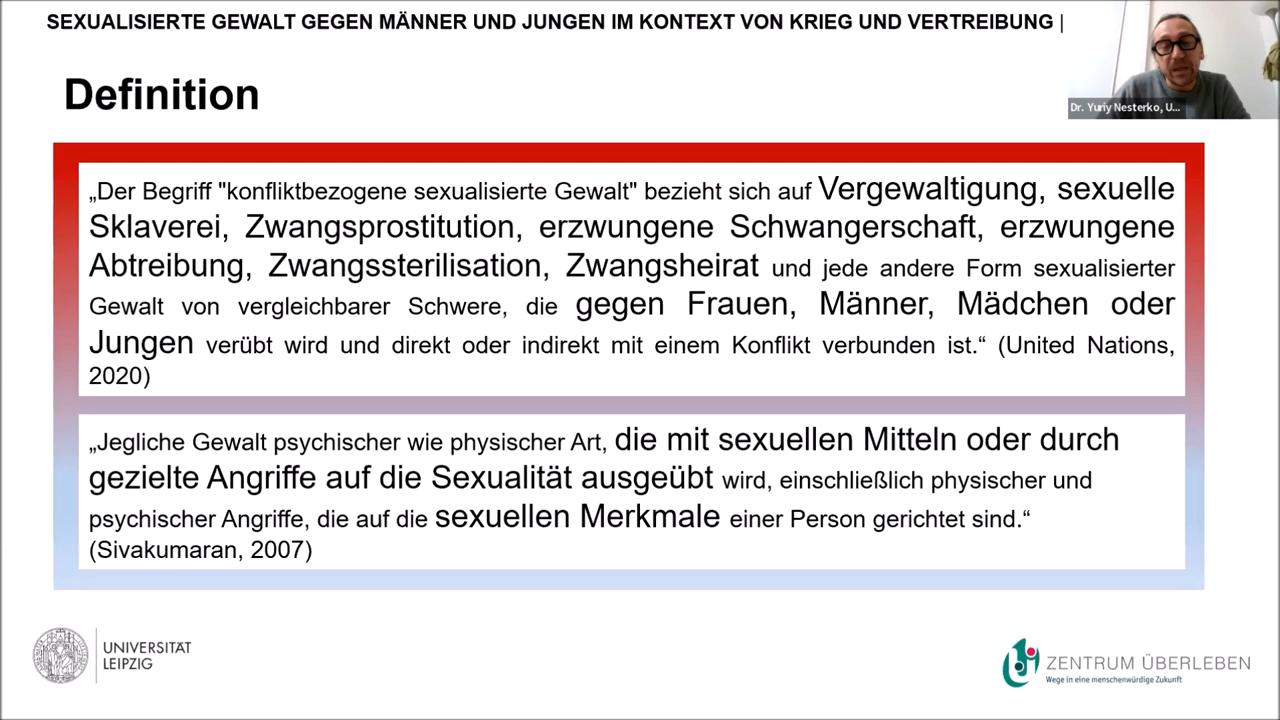 SEXUALISIERTE GEWALT GEGEN MÄNNER UND JUNGEN IM KONTEXT VON KRIEG UND VERTREIBUNG |
Dr. Yuriy Nesterko, U...
Definition
„Der Begriff "konfliktbezogene sexualisierte Gewalt" bezieht sich auf Vergewaltigung, sexuelle
Sklaverei, Zwangsprostitution, erzwungene Schwangerschaft, erzwungene
Abtreibung, Zwangssterilisation, Zwangsheirat und jede andere Form sexualisierter
Gewalt von vergleichbarer Schwere, die gegen Frauen, Männer, Mädchen oder
Jungen verübt wird und direkt oder indirekt mit einem Konflikt verbunden ist.“ (United Nations,
2020)
„Jegliche Gewalt psychischer wie physischer Art, die mit sexuellen Mitteln oder durch
gezielte Angriffe auf die Sexualität ausgeübt wird, einschließlich physischer und
psychischer Angriffe, die auf die sexuellen Merkmale einer Person gerichtet sind.“
(Sivakumaran, 2007)
UNIVERSITÄT
LEIPZIG
ZENTRUM ÜBERLEBEN
Wege in eine menschenwürdige Zukunft